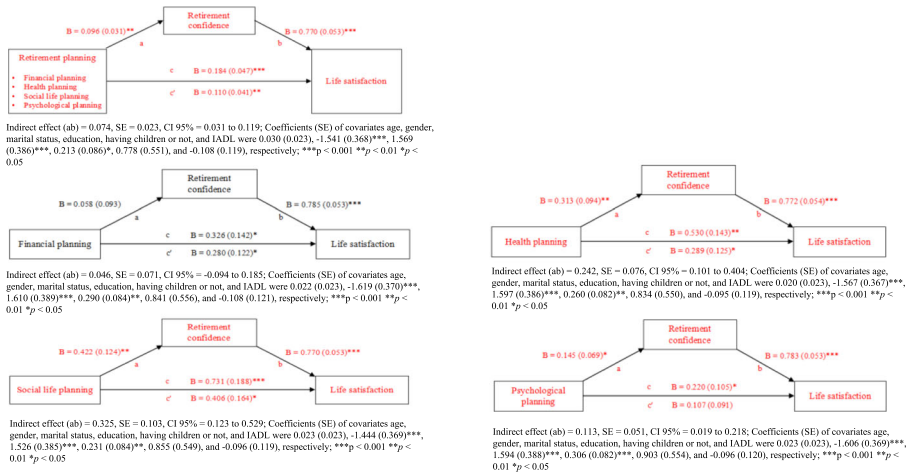 Retirement
confidence
B = 0.096 (0.031)**
B = 0.770 (0.053)***
a
b
Retirement planning
• Financial planning
• Health planning
• Social life planning
• Psychological planning
c B = 0.184 (0.047)***
c' B = 0.110 (0.041)**
Life satisfaction
Indirect effect (ab) = 0.074, SE = 0.023, CI 95% = 0.031 to 0.119; Coefficients (SE) of covariates age, gender,
marital status, education, having children or not, and IADL were 0.030 (0.023), -1.541 (0.368)***, 1.569
(0.386)***, 0.213 (0.086)*, 0.778 (0.551), and -0.108 (0.119), respectively; ***p < 0.001 **p < 0.01 *p <
0.05
Retirement
confidence
B = 0.058 (0.093)
B = 0.785 (0.053)***
a
b
Financial planning
c B = 0.326 (0.142)*
c' B = 0.280 (0.122)*
Life satisfaction
Indirect effect (ab) = 0.046, SE = 0.071, CI 95% = -0.094 to 0.185; Coefficients (SE) of covariates age,
gender, marital status, education, having children or not, and IADL were 0.022 (0.023), -1.619 (0.370)***,
1.610 (0.389)***, 0.290 (0.084)**, 0.841 (0.556), and -0.108 (0.121), respectively; ***p < 0.001 **p <
0.01 *p < 0.05
Retirement
confidence
B = 0.313 (0.094)**
B = 0.772 (0.054)***
a
b
Health planning
c B = 0.530 (0.143)**
c' B = 0.289 (0.125)*
Life satisfaction
Indirect effect (ab) = 0.242, SE = 0.076, CI 95% = 0.101 to 0.404; Coefficients (SE) of covariates age,
gender, marital status, education, having children or not, and IADL were 0.020 (0.023), -1.567 (0.367)***,
1.597 (0.386)***, 0.260 (0.082)**, 0.834 (0.550), and -0.095 (0.119), respectively; ***p < 0.001 **p <
0.01 *p < 0.05
Retirement
confidence
B = 0.422 (0.124)**
B = 0.770 (0.053)***
a
b
Social life planning
c B = 0.731 (0.188)***
c' B = 0.406 (0.164)*
Life satisfaction
Indirect effect (ab) = 0.325, SE = 0.103, CI 95% = 0.123 to 0.529; Coefficients (SE) of covariates age,
gender, marital status, education, having children or not, and IADL were 0.023 (0.023), -1.444 (0.369)***,
1.526 (0.385)***, 0.231 (0.084)**, 0.855 (0.549), and -0.096 (0.119), respectively; ***p < 0.001 **p <
0.01 *p < 0.05
Retirement
confidence
B = 0.145 (0.069)*
B = 0.783 (0.053)***
a
b
Psychological
planning
c B = 0.220 (0.105)*
c' B = 0.107 (0.091)
Life satisfaction
Indirect effect (ab) = 0.113, SE = 0.051, CI 95% = 0.019 to 0.218; Coefficients (SE) of covariates age,
gender, marital status, education, having children or not, and IADL were 0.023 (0.023), -1.606 (0.369)***,
1.594 (0.388)***, 0.306 (0.082)***, 0.903 (0.554), and -0.096 (0.120), respectively; ***p < 0.001 **p <
0.01 *p < 0.05